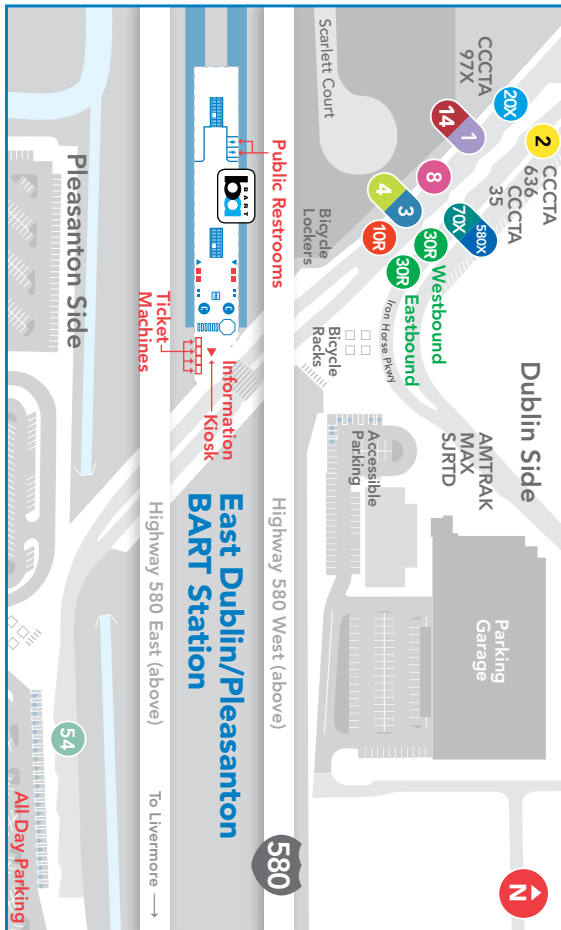 Dublin Side
N
2
20X
CCCTA
636
CCCTA
97X
CCCTA
35
14 1
580X
70X
8
4 3
10R
30R
Westbound
30R
Eastbound
Iron Horse Pkwy
AMTRAK
MAX
SJRTD
Parking
Garage
Scarlett Court
Bicycle
Lockers
Bicycle
Racks
Accessible
Parking
Public Restrooms
Highway 580 West (above)
580
BART
ba
Information
Kiosk
Ticket
Machines
East Dublin/Pleasanton
BART Station
Highway 580 East (above)
To Livermore
Pleasanton Side
54
All Day Parking